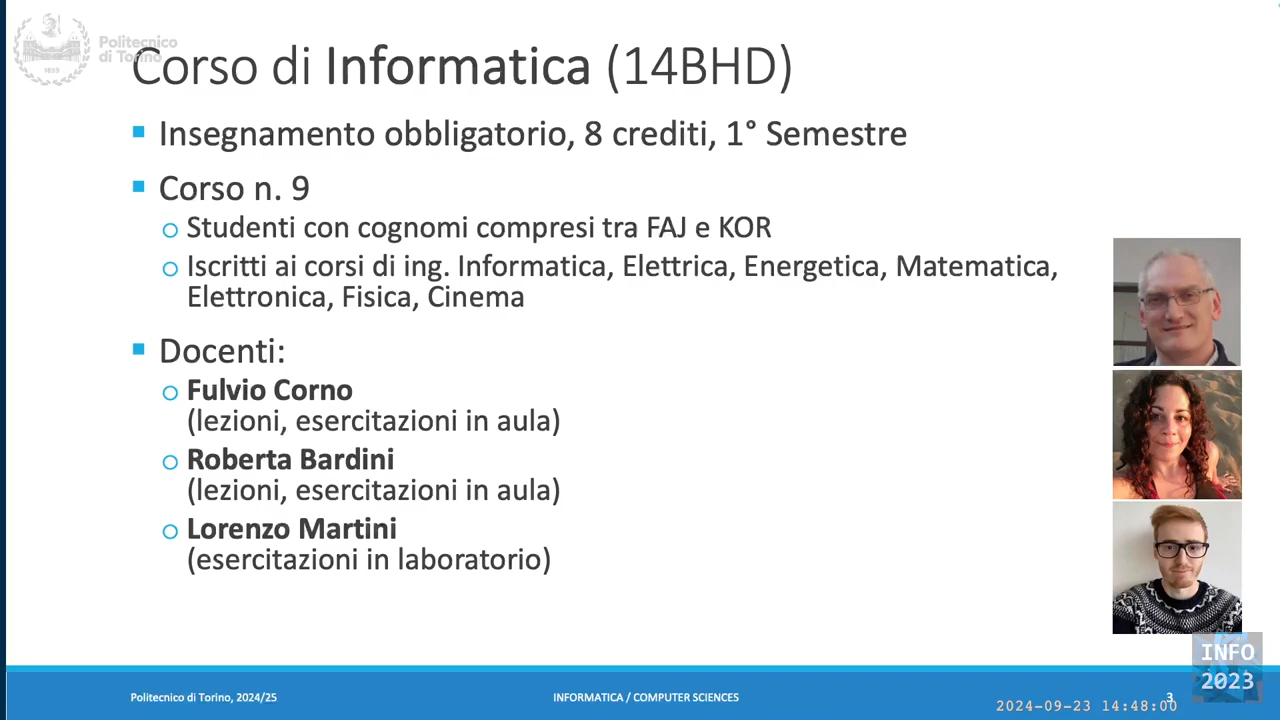 Politecnico
di Torino
1859
Corso di Informatica (14BHD)
Insegnamento obbligatorio, 8 crediti, 1° Semestre
Corso n. 9
Studenti con cognomi compresi tra FAJ e KOR
Iscritti ai corsi di ing. Informatica, Elettrica, Energetica, Matematica,
Elettronica, Fisica, Cinema
Docenti:
Fulvio Corno
(lezioni, esercitazioni in aula)
Roberta Bardini
(lezioni, esercitazioni in aula)
Lorenzo Martini
(esercitazioni in laboratorio)
INFO
2023
Politecnico di Torino, 2024/25
INFORMATICA / COMPUTER SCIENCES
3
2024-09-23 14:48:00